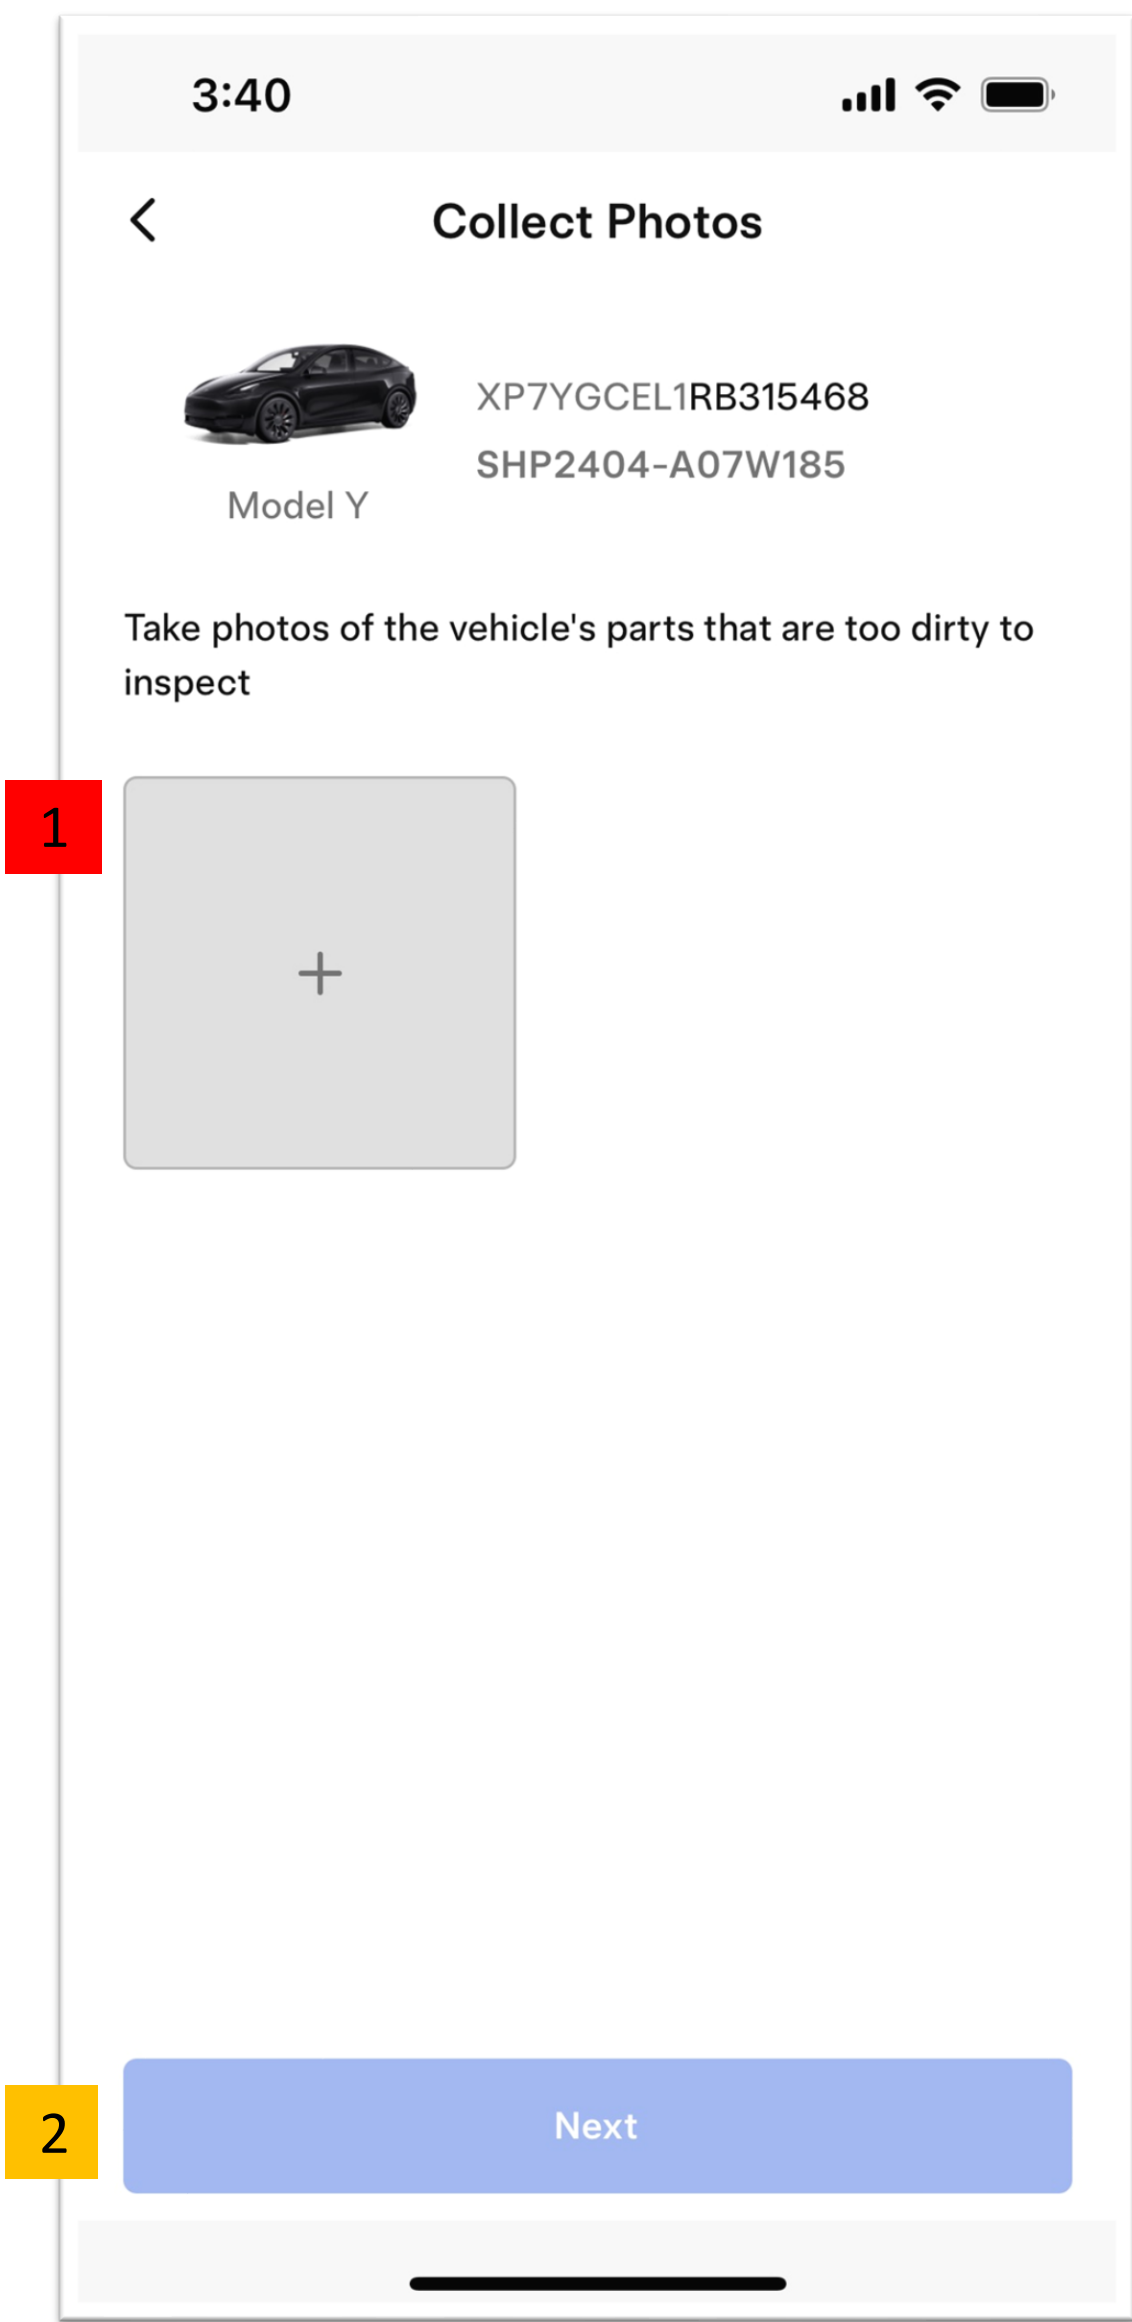 3:40
Collect Photos
XP7YGCEL1RB315468
SHP2404-A07W185
Model Y
Take photos of the vehicle's parts that are too dirty to
inspect
1
+
2
Next